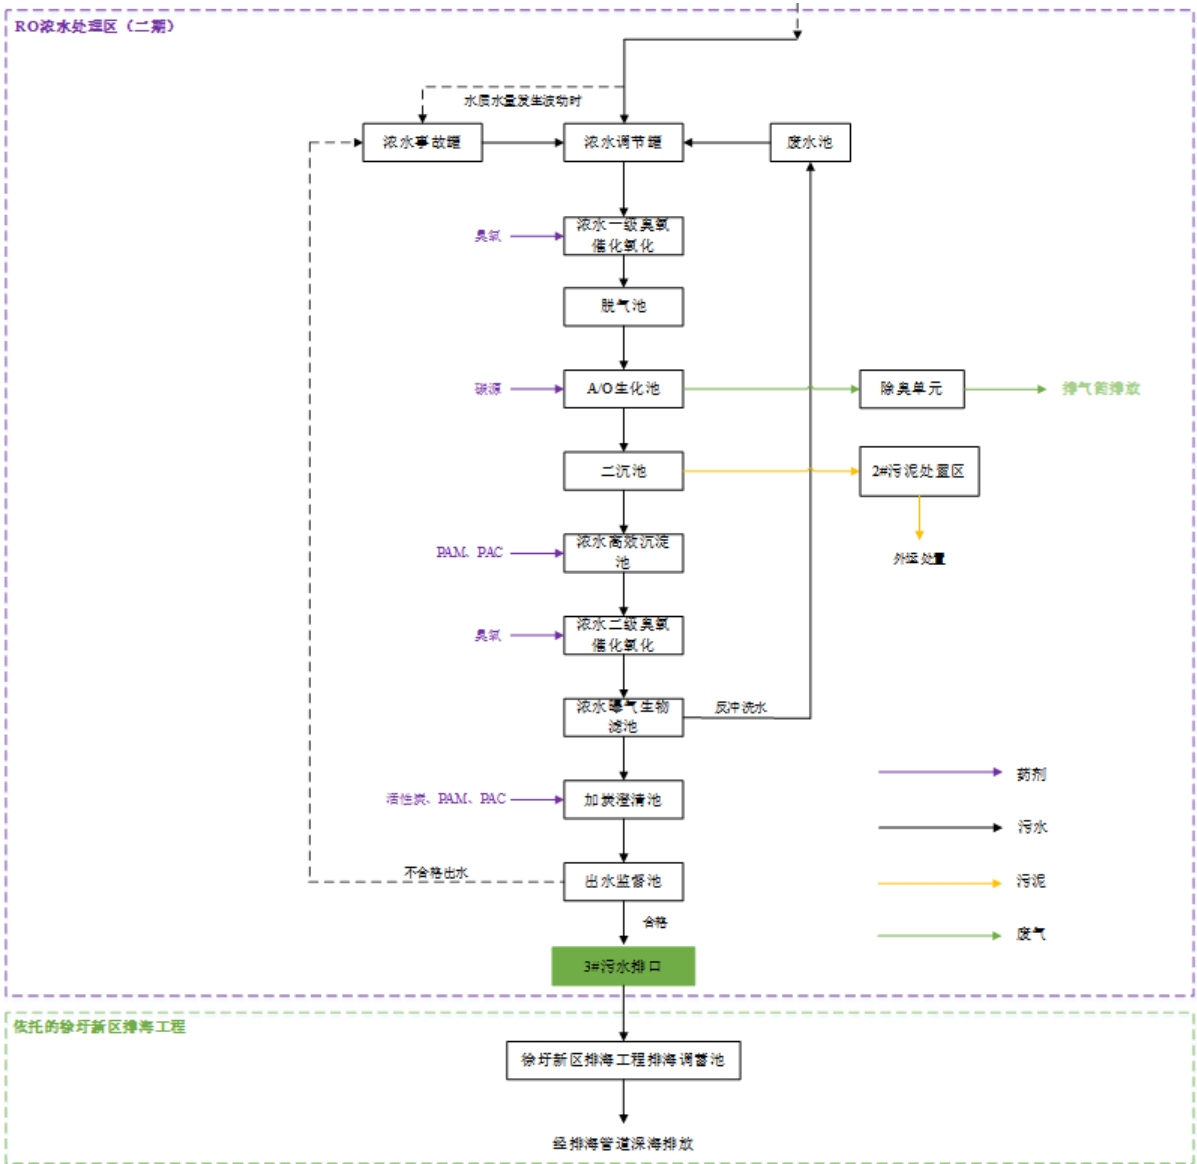 RO浓水处理区（二期）
水质水量发生波动时
浓水事故罐
浓水调节罐
废水池
臭氧
浓水一级臭氧
催化氧化
脱气池
碳源
A/O生化池
除臭单元
排气筒排放
二沉池
2#污泥处置区
外运处置
PAM、PAC
浓水高效沉淀
池
臭氧
浓水二级臭氧
催化氧化
浓水曝气生物
滤池
反冲洗水
活性炭、PAM、PAC
加炭澄清池
不合格出水
出水监督池
合格
3#污水排口
药剂
污水
污泥
废气
依托的徐圩新区排海工程
徐圩新区排海工程排海调蓄池
经排海管道深海排放